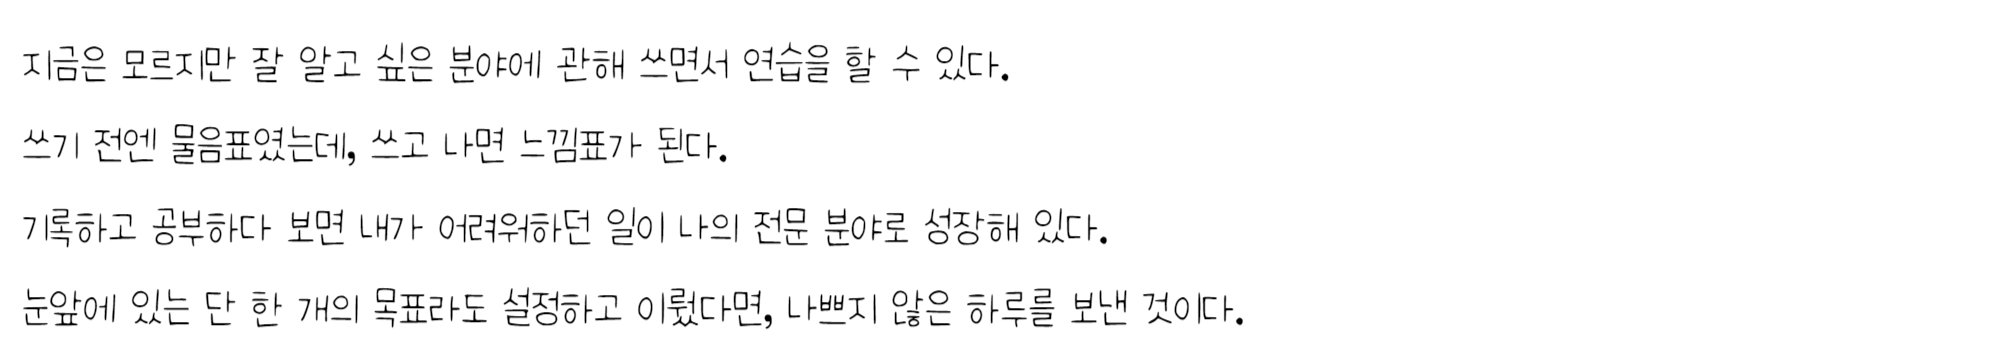 지금은 모르지만 잘 알고 싶은 분야에 관해 쓰면서 연습을 할 수 있다.
쓰기 전엔 물음표였는데, 쓰고 나면 느낌표가 된다.
기록하고 공부하다 보면 내가 어려워하던 일이 나의 전문 분야로 성장해 있다.
눈앞에 있는 단 한 개의 목표라도 설정하고 이뤘다면, 나쁘지 않은 하루를 보낸 것이다.